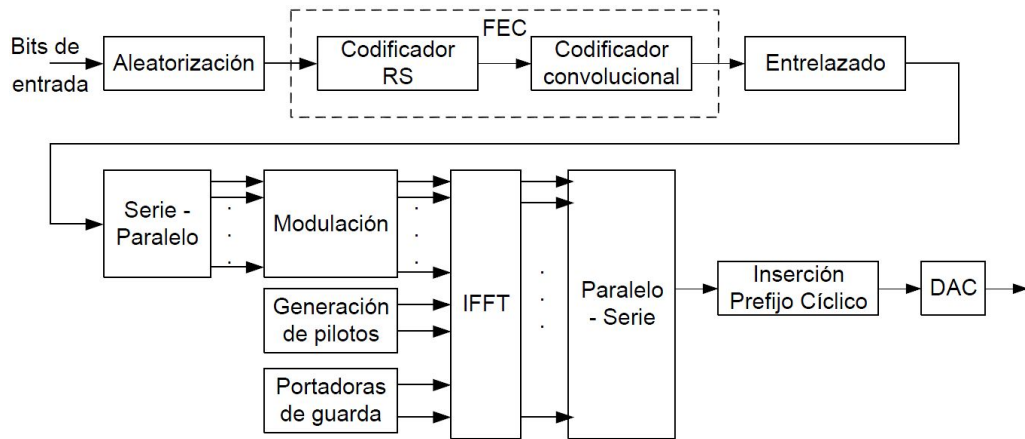 FEC
Bits de
entrada
Aleatorización
Codificador
RS
Codificador
convolucional
Entrelazado
Serie -
Paralelo
Modulación
Generación
de pilotos
Portadoras
de guarda
IFFT
Paralelo
- Serie
Inserción
Prefijo Cíclico
DAC